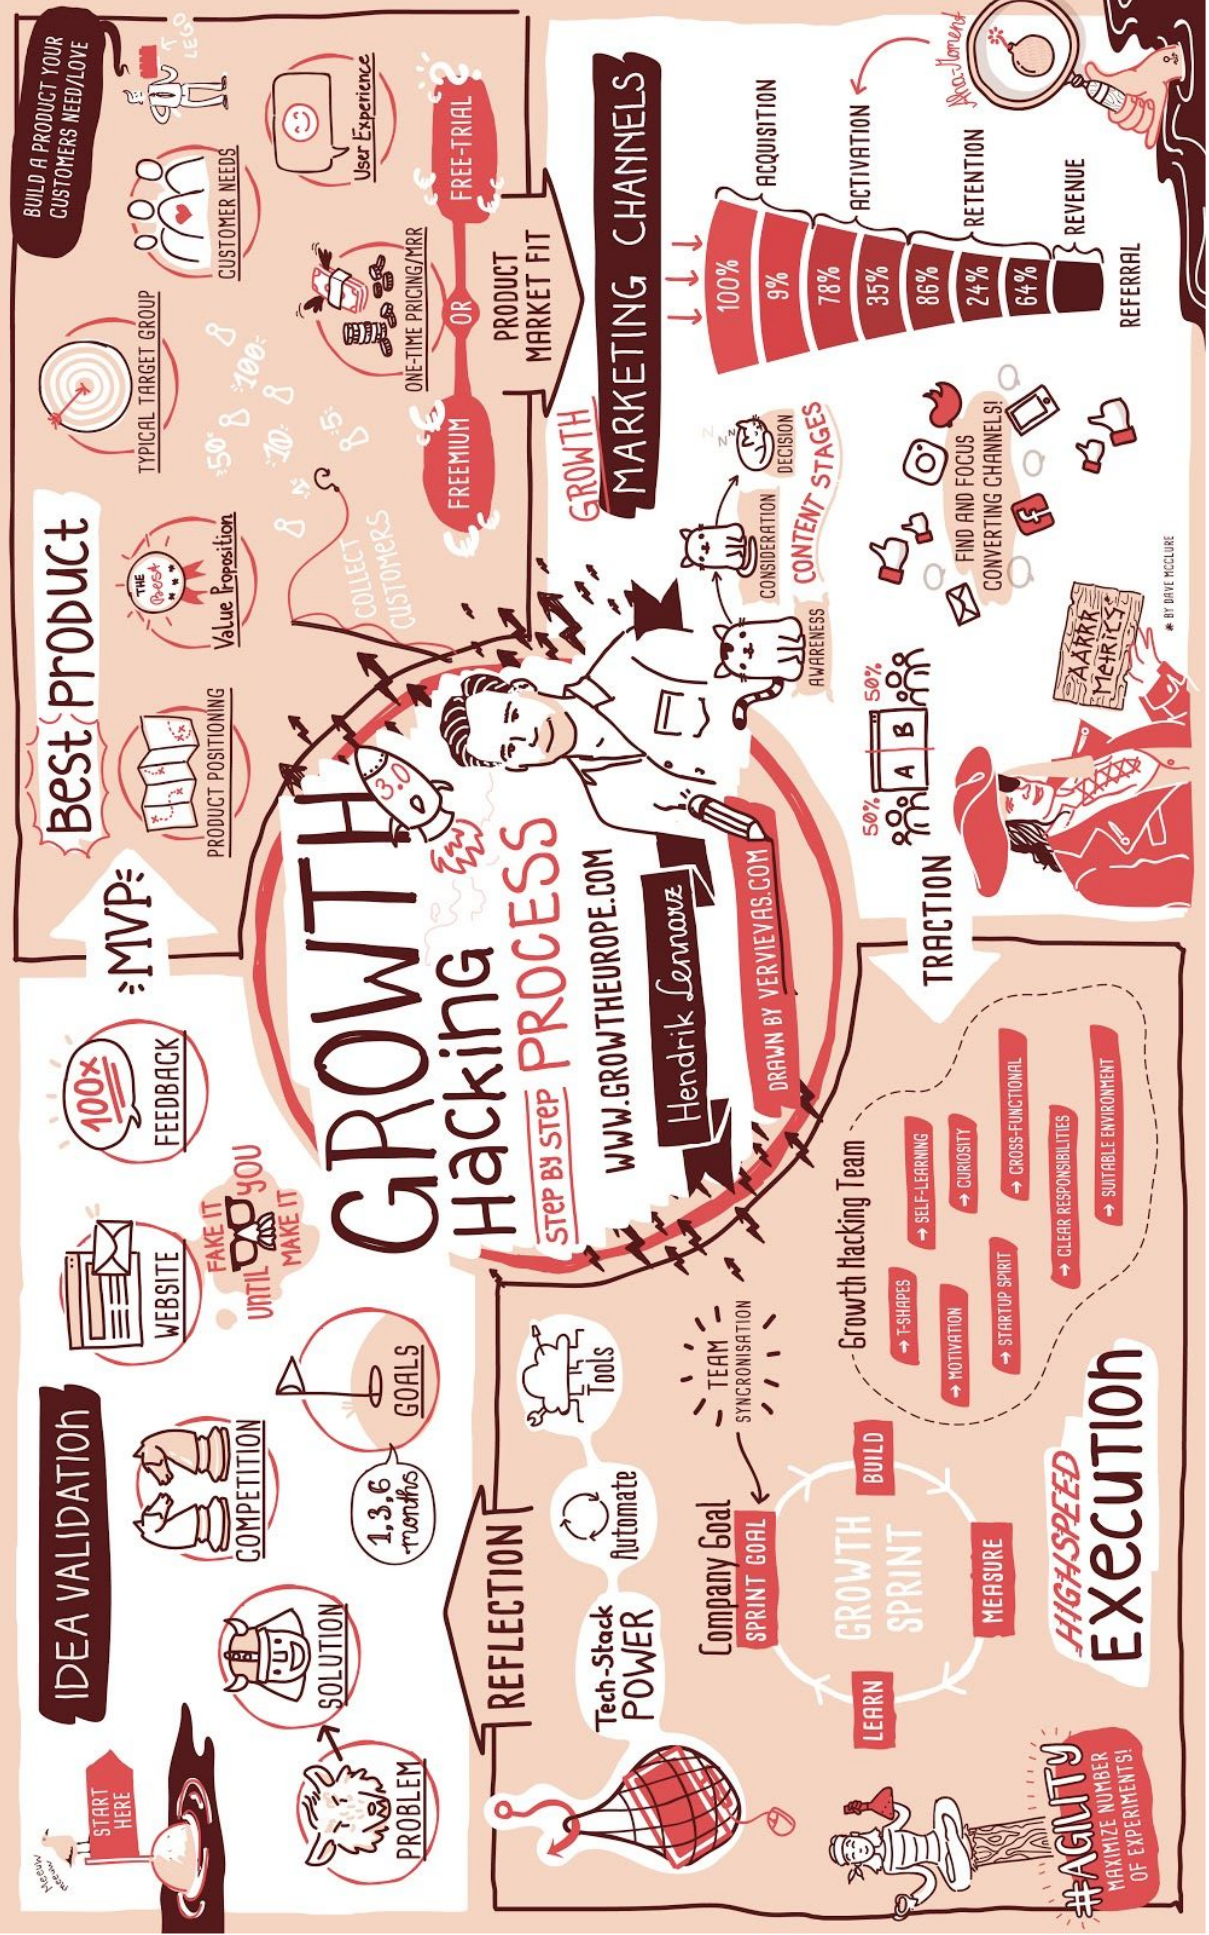 Meeuw
meeuw
START
HERE
IDEA VALIDATION
PROBLEM
SOLUTION
COMPETITION
1,3,6
months
GOALS
WEBSITE
FAKE IT
UNTIL YOU
MAKE IT
100x
FEEDBACK
MVP
Best Product
PRODUCT POSITIONING
THE
Best
Value Proposition
TYPICAL TARGET GROUP
CUSTOMER NEEDS
BUILD A PRODUCT YOUR
CUSTOMERS NEED/LOVE
LEGO
User Experience
ONE-TIME PRICING/MRR
50
100
10
5
COLLECT
CUSTOMERS
FREEMIUM
OR
FREE-TRIAL
?
PRODUCT
MARKET FIT
GROWTH
Hacking
3.0
STEP BY STEP PROCESS
WWW.GROWTHEUROPE.COM
Hendrik Lennarz
DRAWN BY VERVIEVAS.COM
GROWTH
MARKETING CHANNELS
AWARENESS
CONSIDERATION
DECISION
ZZZ
CONTENT STAGES
100%
9%
78%
35%
86%
24%
64%
ACQUISITION
ACTIVATION
RETENTION
REVENUE
REFERRAL
Aha-Moment
FIND AND FOCUS
CONVERTING CHANNELS!
50%
50%
A
B
AARRR
METRICS*
* BY DAVE MCCLURE
TRACTION
Growth Hacking Team
→ T-SHAPES
→ SELF-LEARNING
→ MOTIVATION
→ CURIOSITY
→ STARTUP SPIRIT
→ CROSS-FUNCTIONAL
→ CLEAR RESPONSIBILITIES
→ SUITABLE ENVIRONMENT
HIGHSPEED
EXECUTION
TEAM
SYNCRONISATION
Company Goal
SPRINT GOAL
BUILD
MEASURE
LEARN
GROWTH
SPRINT
Tools
Automate
Tech-Stack
POWER
#AGILITY
MAXIMIZE NUMBER
OF EXPERIMENTS!
REFLECTION